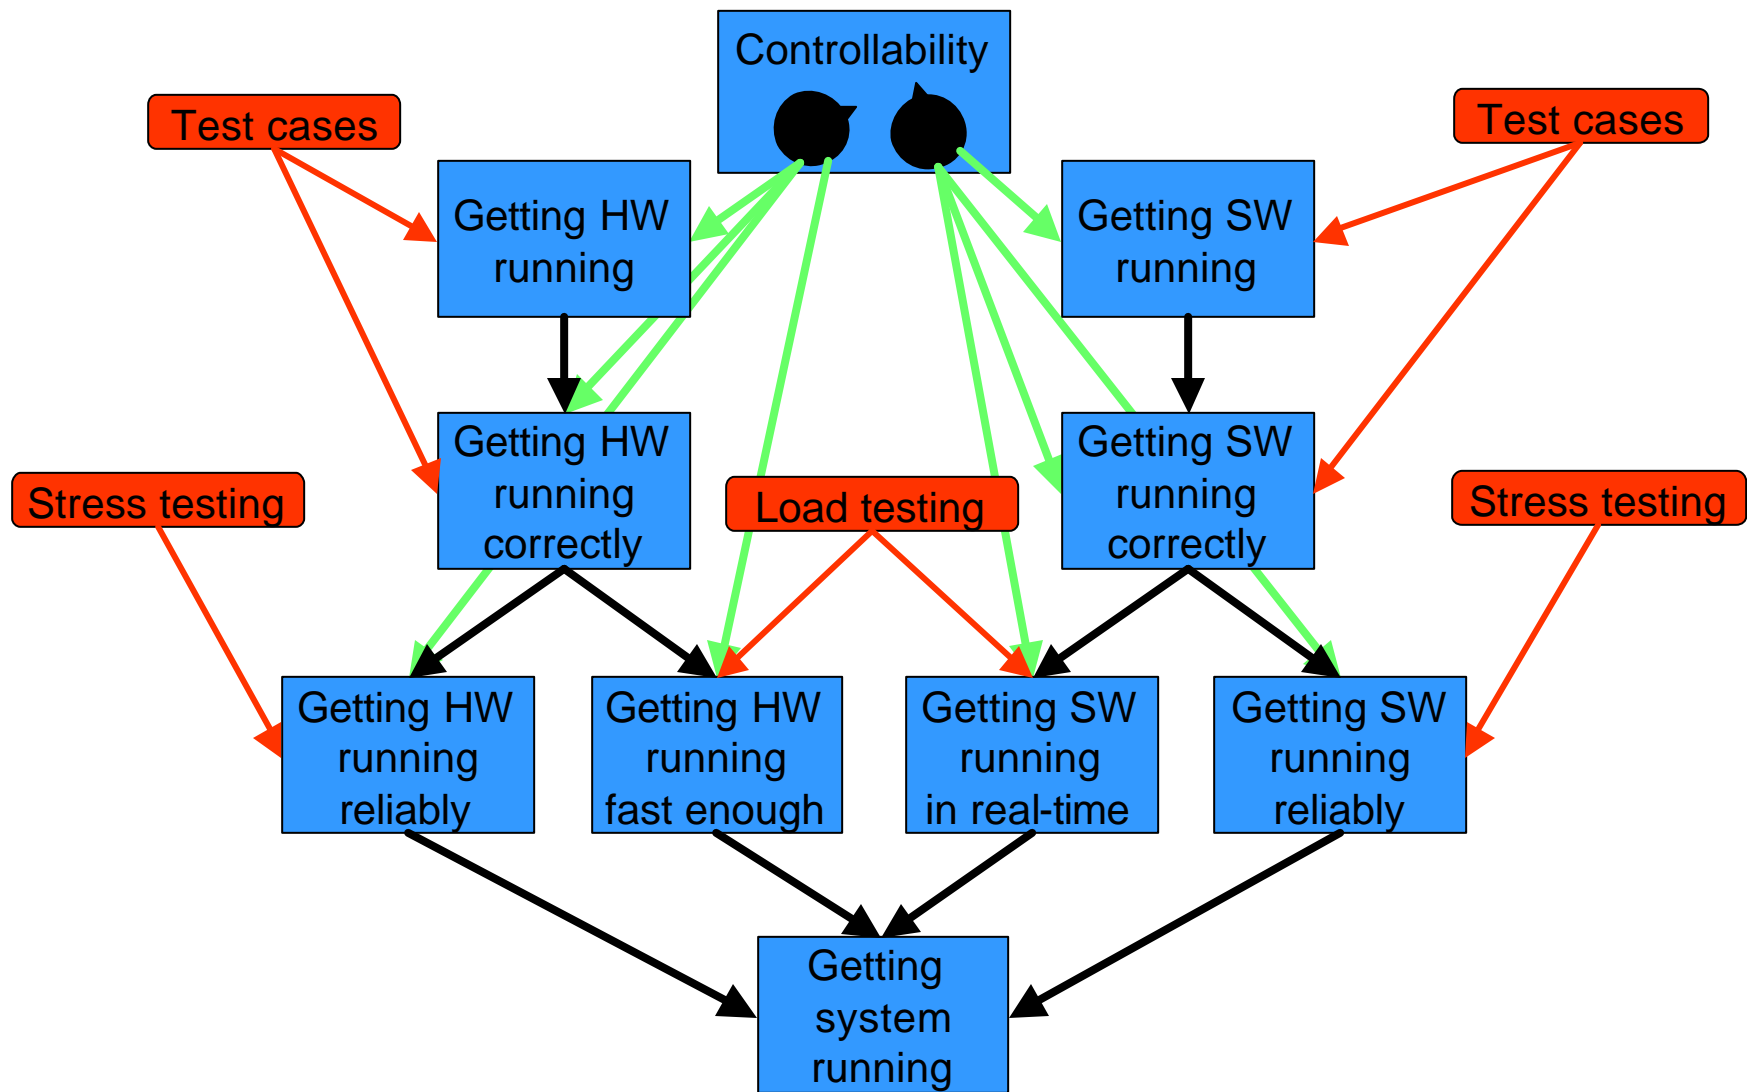 Controllability
Test cases
Test cases
Getting HW
running
Getting SW
running
Getting HW
running
correctly
Getting SW
running
correctly
Stress testing
Load testing
Stress testing
Getting HW
running
reliably
Getting HW
running
fast enough
Getting SW
running
in real-time
Getting SW
running
reliably
Getting
system
running